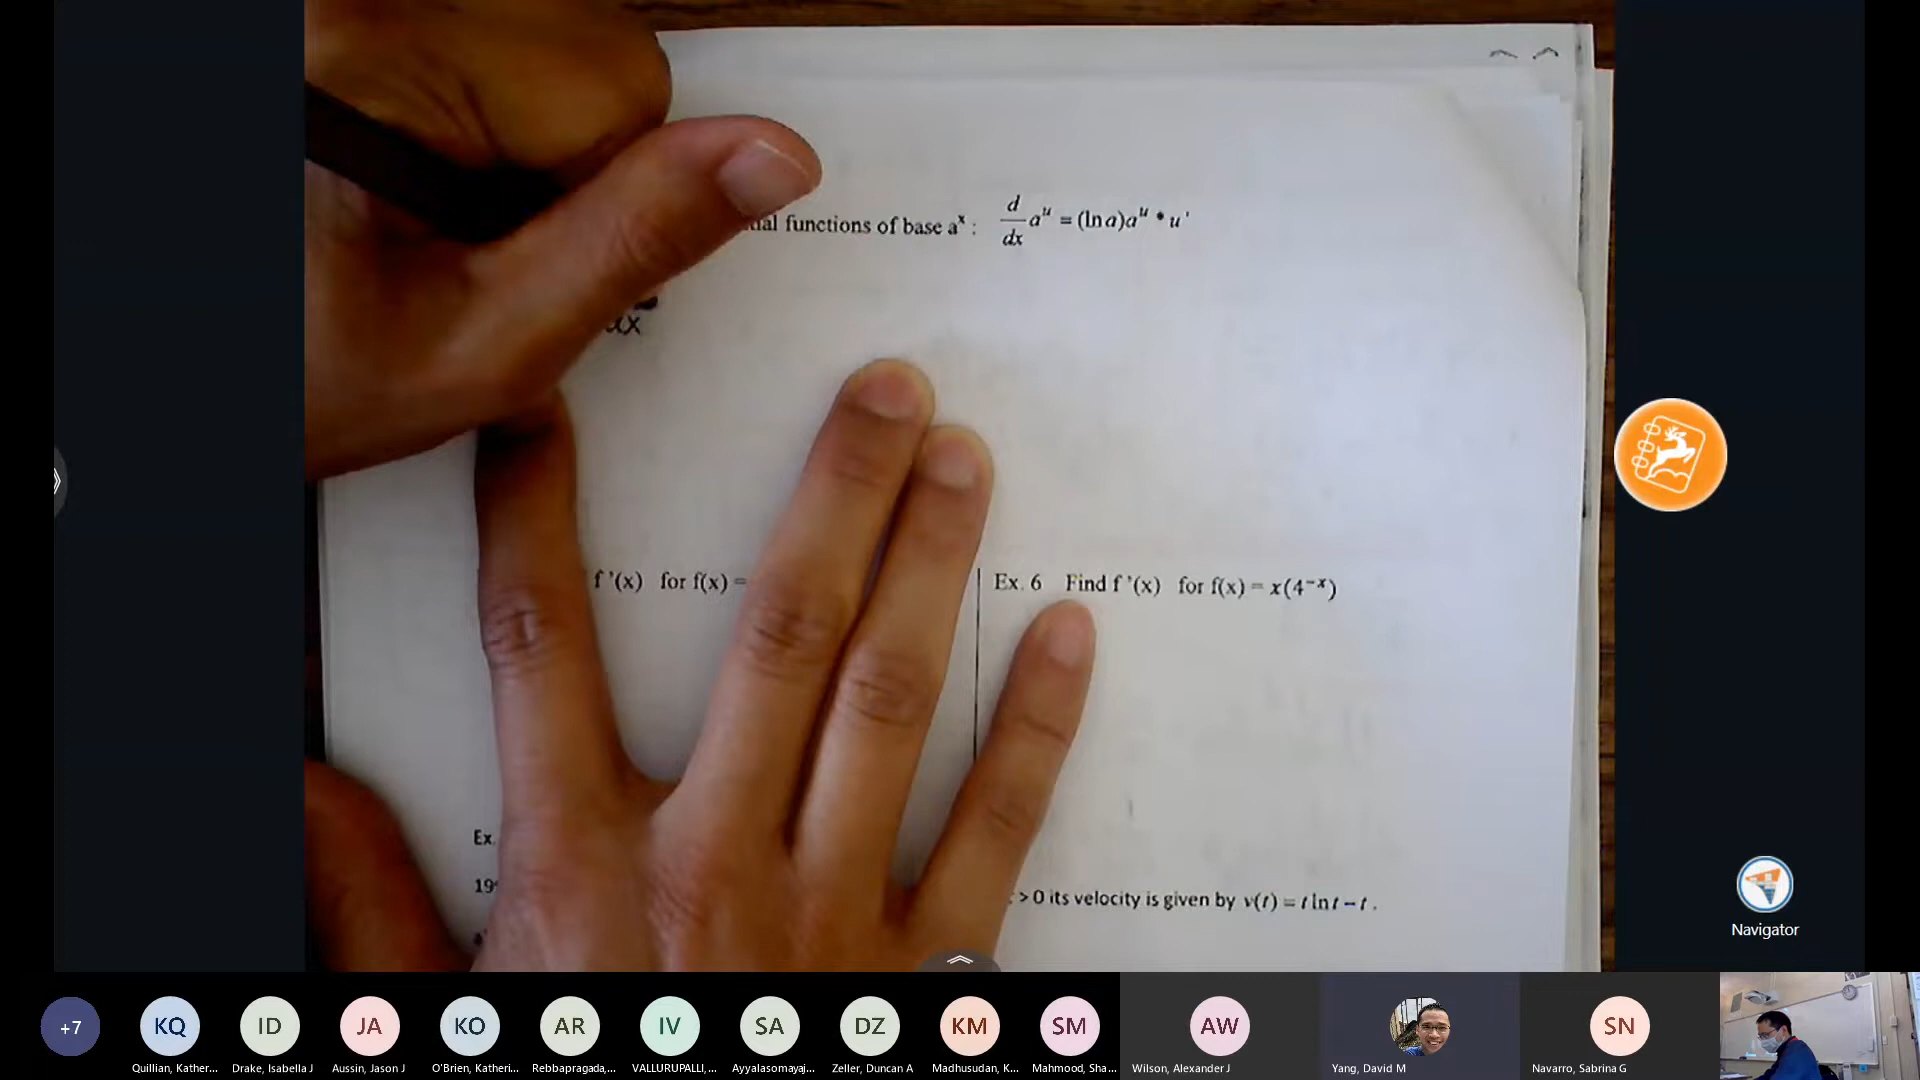 functions of base aˣ : d/dx aᵘ = (ln a)aᵘ • u '
dx
f '(x) for f(x) =
Ex. 6 Find f '(x) for f(x) = x(4⁻ˣ)
Ex.
> 0 its velocity is given by v(t) = t ln t – t .
Navigator
+7
KQ
ID
JA
KO
AR
IV
SA
DZ
KM
SM
AW
SN
Quillian, Kather...
Drake, Isabella J
Aussin, Jason J
O'Brien, Katheri...
Rebbapragada,...
VALLURUPALLI,...
Ayyalasomayaj...
Zeller, Duncan A
Madhusudan, K...
Mahmood, Sha...
Wilson, Alexander J
Yang, David M
Navarro, Sabrina G